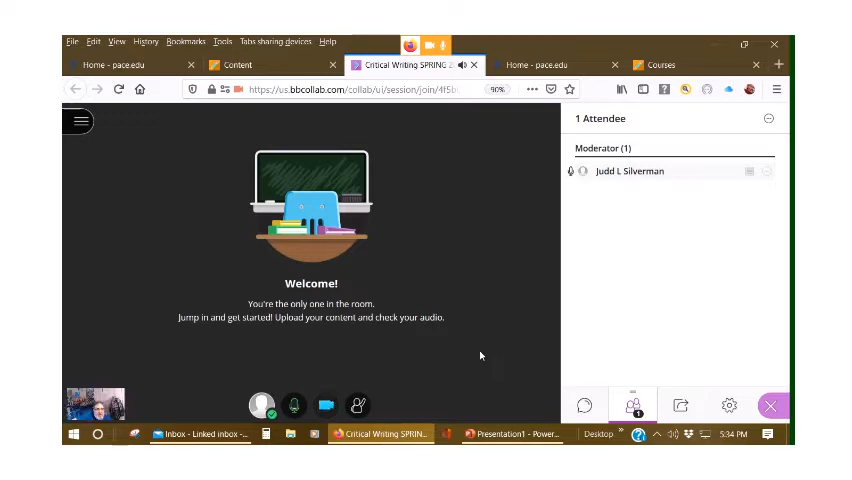 File Edit View History Bookmarks Tools Tabs sharing devices Help
Home - pace.edu
Content
Critical Writing SPRING 2
Home - pace.edu
Courses
https://us.bbcollab.com/collab/ui/session/join/4f5b
90%
1 Attendee
Moderator (1)
Judd L Silverman
Welcome!
You're the only one in the room.
Jump in and get started! Upload your content and check your audio.
1
Inbox - Linked inbox -...
Critical Writing SPRIN...
Presentation1 - Power...
Desktop
5:34 PM